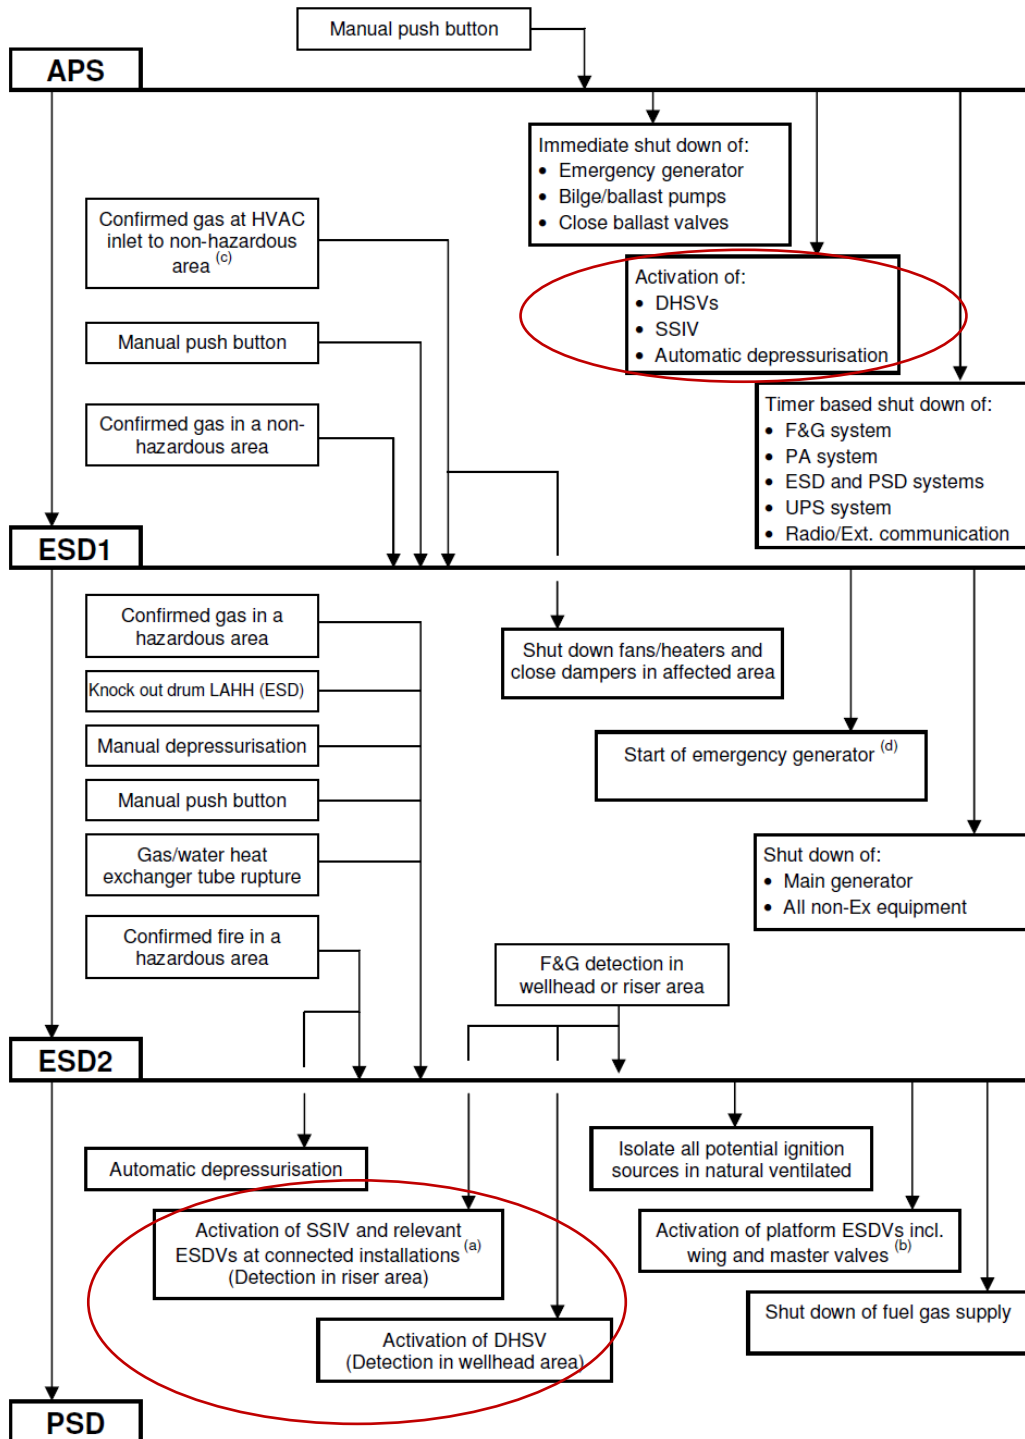 Manual push button
APS
Immediate shut down of:
• Emergency generator
• Bilge/ballast pumps
• Close ballast valves
Confirmed gas at HVAC
inlet to non-hazardous
area (c)
Activation of:
• DHSVs
• SSIV
• Automatic depressurisation
Manual push button
Confirmed gas in a non-
hazardous area
Timer based shut down of:
• F&G system
• PA system
• ESD and PSD systems
• UPS system
• Radio/Ext. communication
ESD1
Confirmed gas in a
hazardous area
Shut down fans/heaters and
close dampers in affected area
Knock out drum LAHH (ESD)
Manual depressurisation
Start of emergency generator (d)
Manual push button
Gas/water heat
exchanger tube rupture
Shut down of:
• Main generator
• All non-Ex equipment
Confirmed fire in a
hazardous area
F&G detection in
wellhead or riser area
ESD2
Automatic depressurisation
Isolate all potential ignition
sources in natural ventilated
Activation of SSIV and relevant
ESDVs at connected installations (a)
(Detection in riser area)
Activation of platform ESDVs incl.
wing and master valves (b)
Shut down of fuel gas supply
Activation of DHSV
(Detection in wellhead area)
PSD